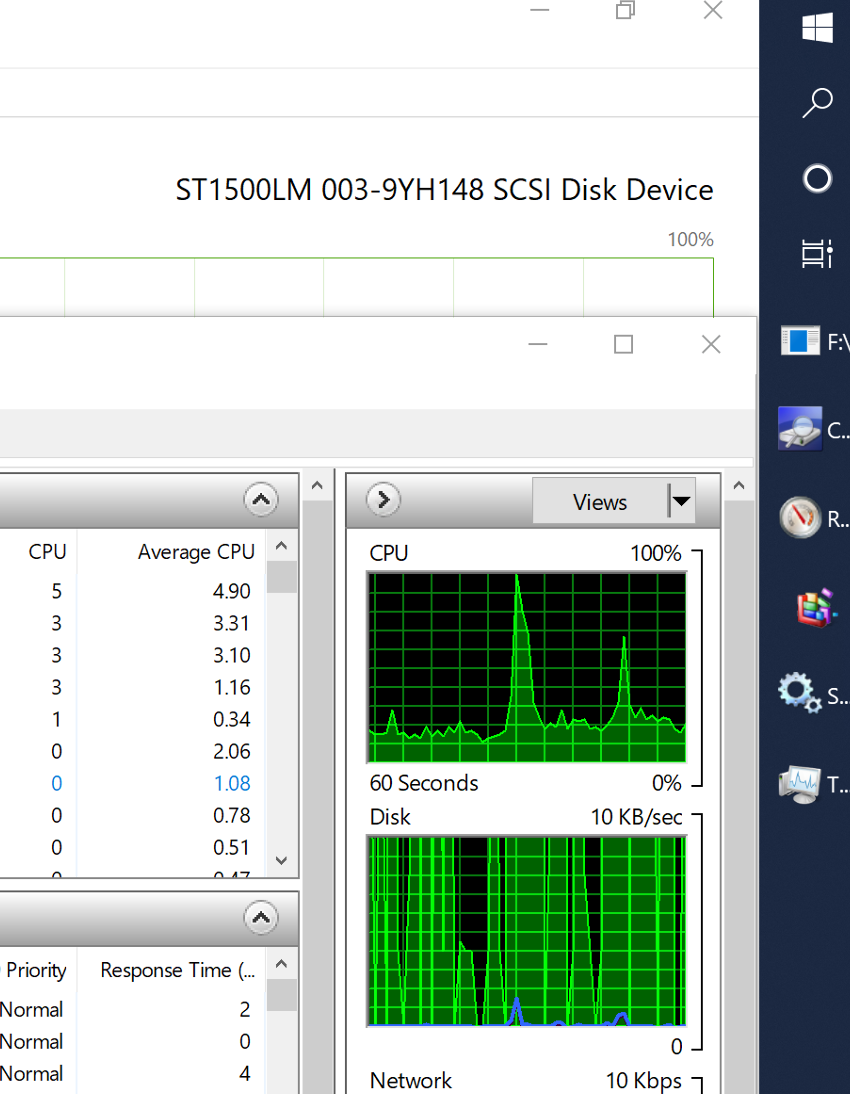 ST1500LM 003-9YH148 SCSI Disk Device
100%
F:\
C...
R...
S...
T...
Views
CPU Average CPU
5 4.90
3 3.31
3 3.10
3 1.16
1 0.34
0 2.06
0 1.08
0 0.78
0 0.51
CPU 100%
60 Seconds 0%
Disk 10 KB/sec
0
Priority Response Time (...
Normal 2
Normal 0
Normal 4
Network 10 Kbps